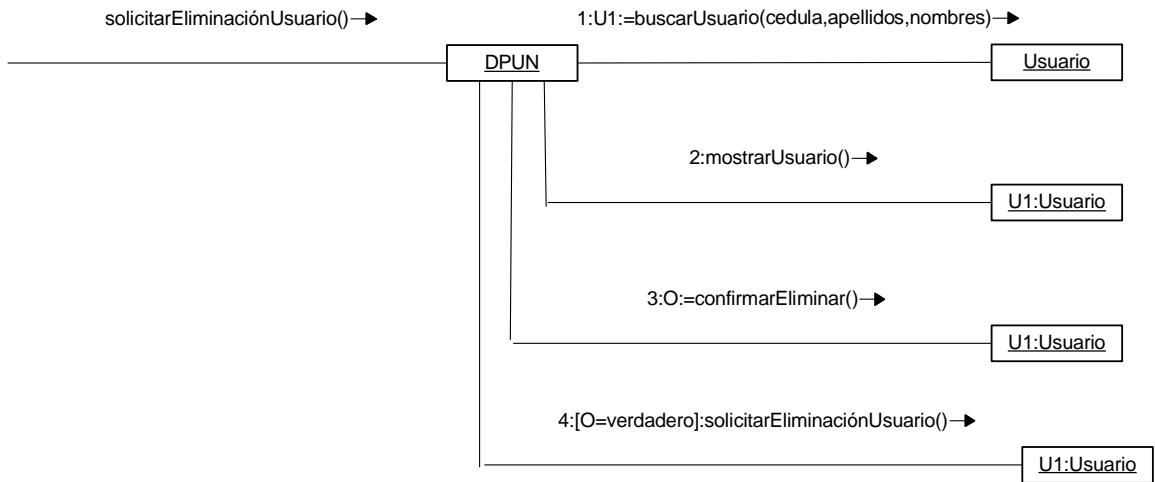 solicitarEliminaciónUsuario()
1:U1:=buscarUsuario(cedula,apellidos,nombres)
DPUN
Usuario
2:mostrarUsuario()
U1:Usuario
3:O:=confirmarEliminar()
U1:Usuario
4:[O=verdadero]:solicitarEliminaciónUsuario()
U1:Usuario